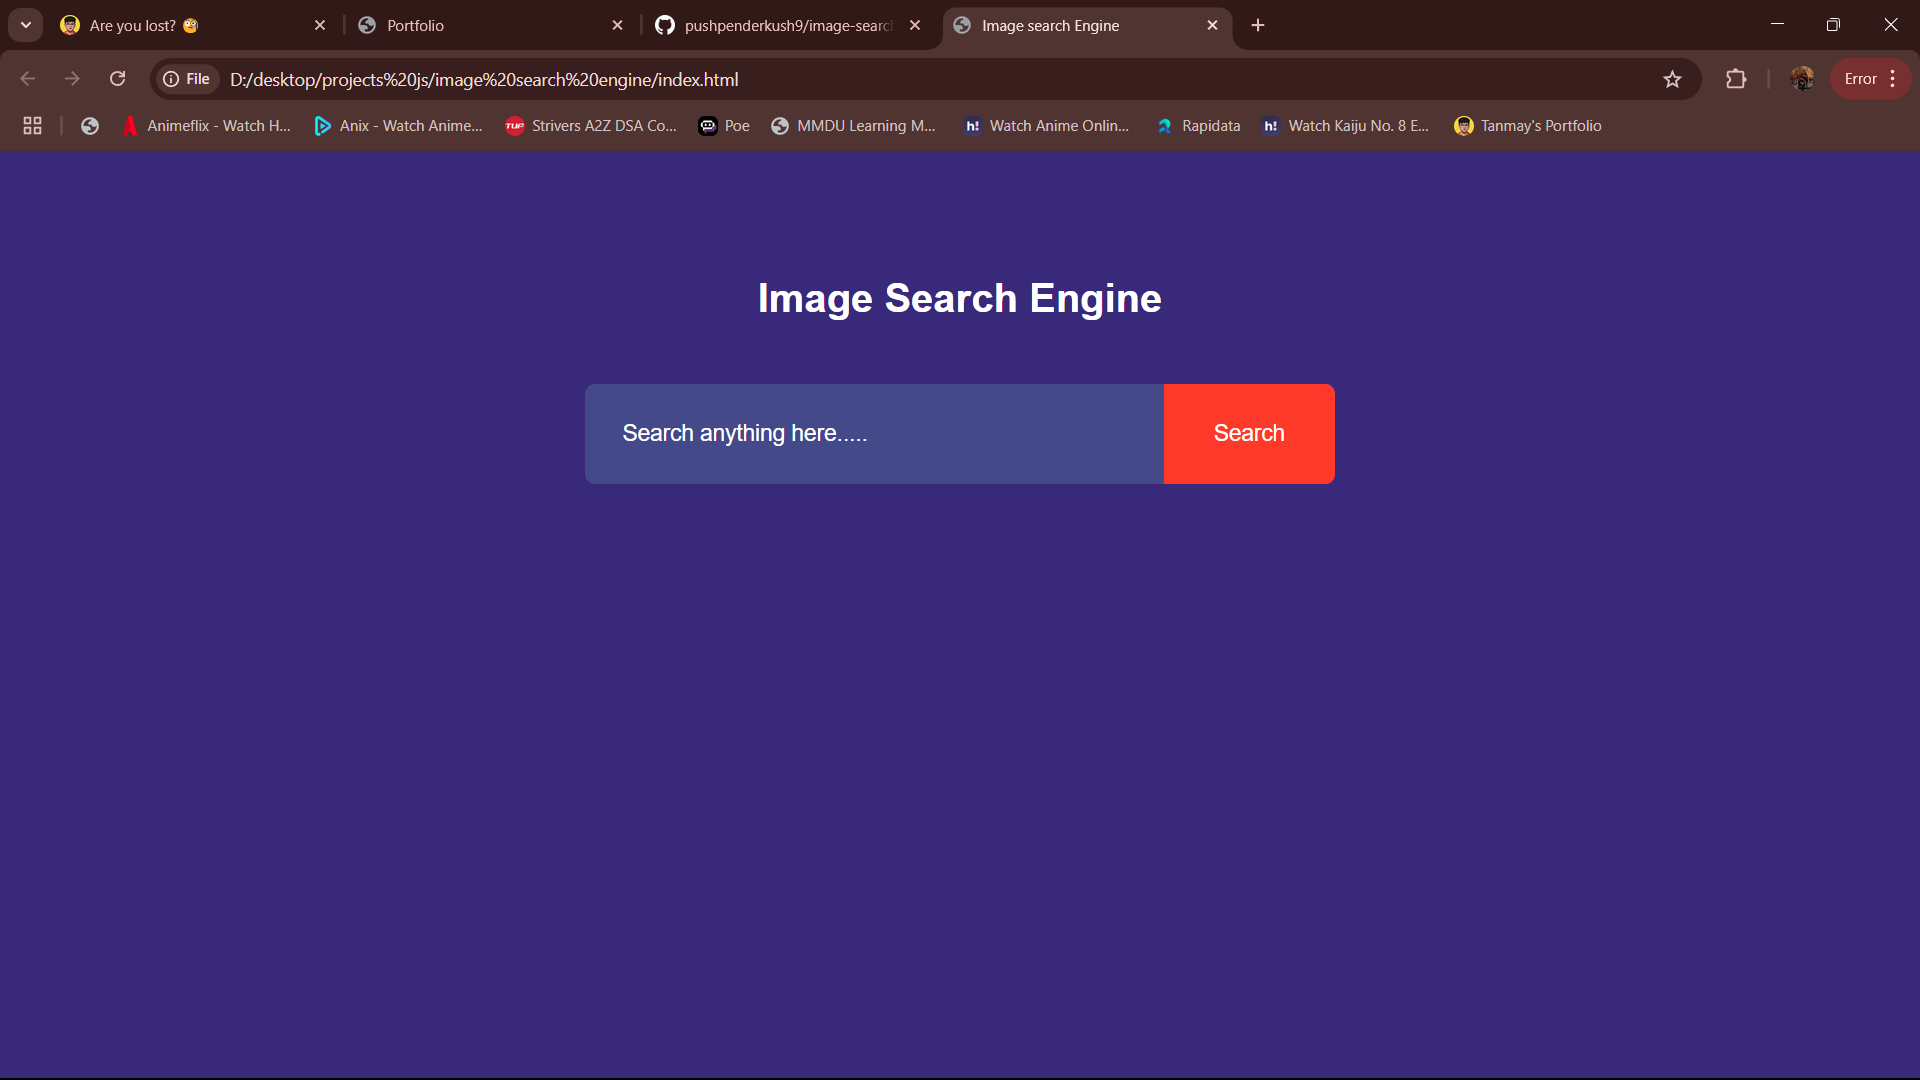 Are you lost? 🧐
Portfolio
pushpenderkush9/image-searc
Image search Engine
File
D:/desktop/projects%20js/image%20search%20engine/index.html
Error
Animeflix - Watch H...
Anix - Watch Anime...
TUF
Strivers A2Z DSA Co...
Poe
MMDU Learning M...
h!
Watch Anime Onlin...
Rapidata
h!
Watch Kaiju No. 8 E...
Tanmay's Portfolio
Image Search Engine
Search anything here.....
Search